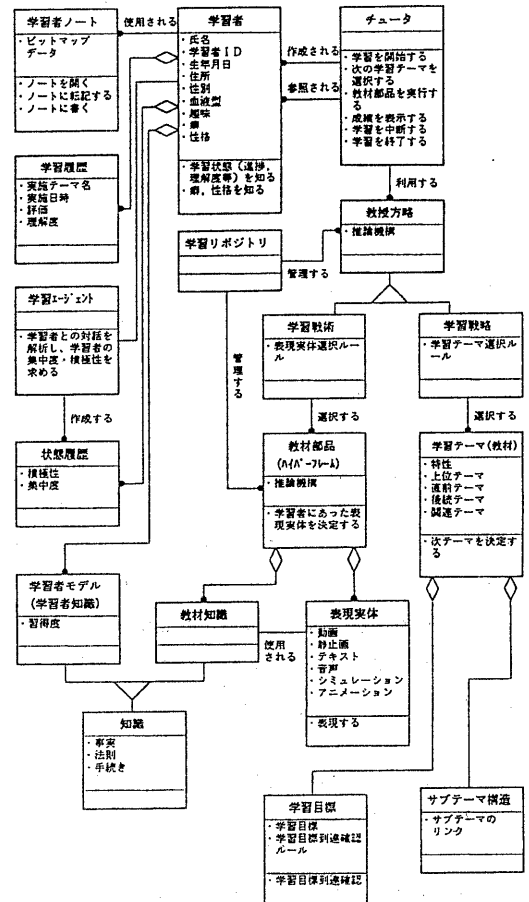 学習者ノート
・ビットマップ
データ
・ノートを開く
・ノートに転記する
・ノートに書く
使用される
学習者
・氏名
・学習者ID
・生年月日
・住所
・性別
・血液型
・趣味
・癖
・性格
・学習状態(進捗,
理解度等)を知る
・癖,性格を知る
作成される
参照される
チュータ
・学習を開始する
・次の学習テーマを
選択する
・教材部品を実行す
る
・成績を表示する
・学習を中断する
・学習を終了する
利用する
学習履歴
・実施テーマ名
・実施日時
・評価
・理解度
学習リポジトリ
管理する
管理する
教授方略
・推論機構
学習エージェント
・学習者との対話を
解析し、学習者の
集中度・積極性を
求める
作成する
学習戦術
・表現実体選択ルー
ル
選択する
学習戦略
・学習テーマ選択ル
ール
選択する
状態履歴
・積極性
・集中度
教材部品
(ハイパーフレーム)
・推論機構
・学習者にあった表
現実体を決定する
学習テーマ(教材)
・特性
・上位テーマ
・直前テーマ
・後続テーマ
・関連テーマ
・次テーマを決定す
る
学習者モデル
(学習者知識)
・習得度
教材知識
使用
される
表現実体
・動画
・静止画
・テキスト
・音声
・シミュレーション
・アニメーション
・表現する
知識
・事実
・法則
・手続き
学習目標
・学習目標
・学習目標到達確認
ルール
・学習目標到達確認
サブテーマ構造
・サブテーマの
リンク